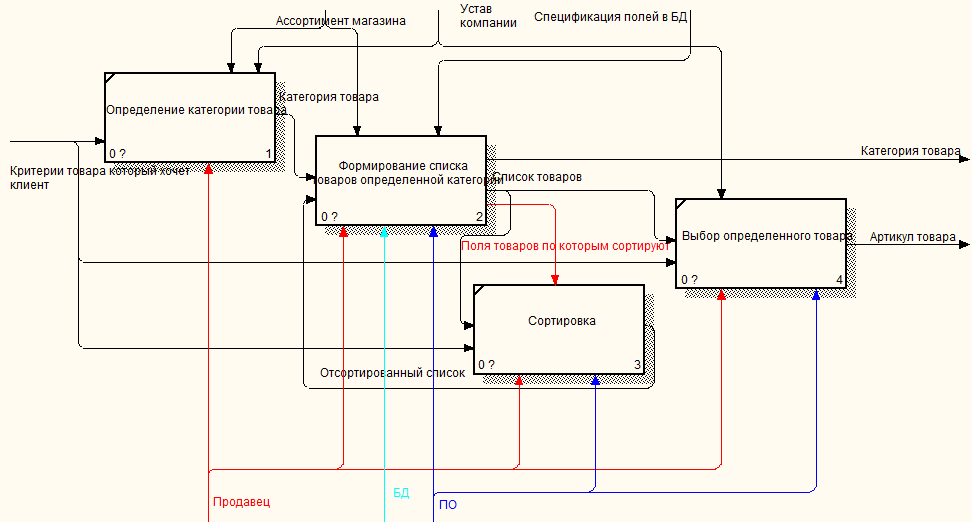 Ассортимент магазина
Устав
компании
Спецификация полей в БД
Категория товара
Определение категории товара
0 ?
1
Критерии товара который хочет
клиент
Формирование списка
товаров определенной категории
0 ?
2
Категория товара
Список товаров
Поля товаров по которым сортируют
Выбор определенного товара
0 ?
4
Артикул товара
Сортировка
0 ?
3
Отсортированный список
Продавец
БД
ПО